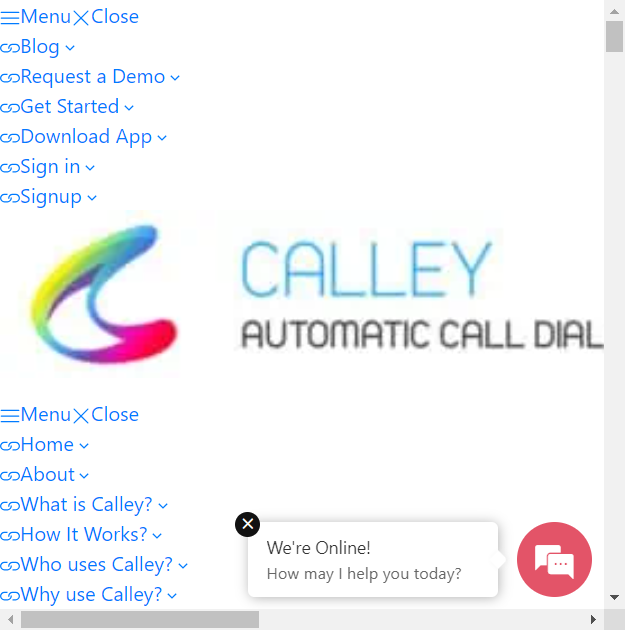 Menu Close
Blog
Request a Demo
Get Started
Download App
Sign in
Signup
CALLEY
AUTOMATIC CALL DIAL
Menu Close
Home
About
What is Calley?
How It Works?
Who uses Calley?
Why use Calley?
We're Online!
How may I help you today?